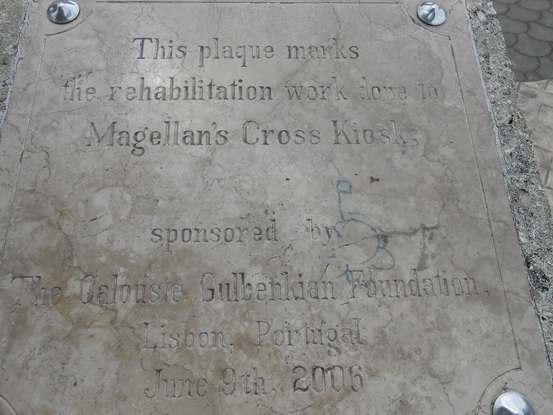 This plaque marks
the rehabilitation work done to
Magellan's Cross Kiosk,
sponsored by
The Calouste Gulbenkian Foundation,
Lisbon, Portugal
June 9th, 2006